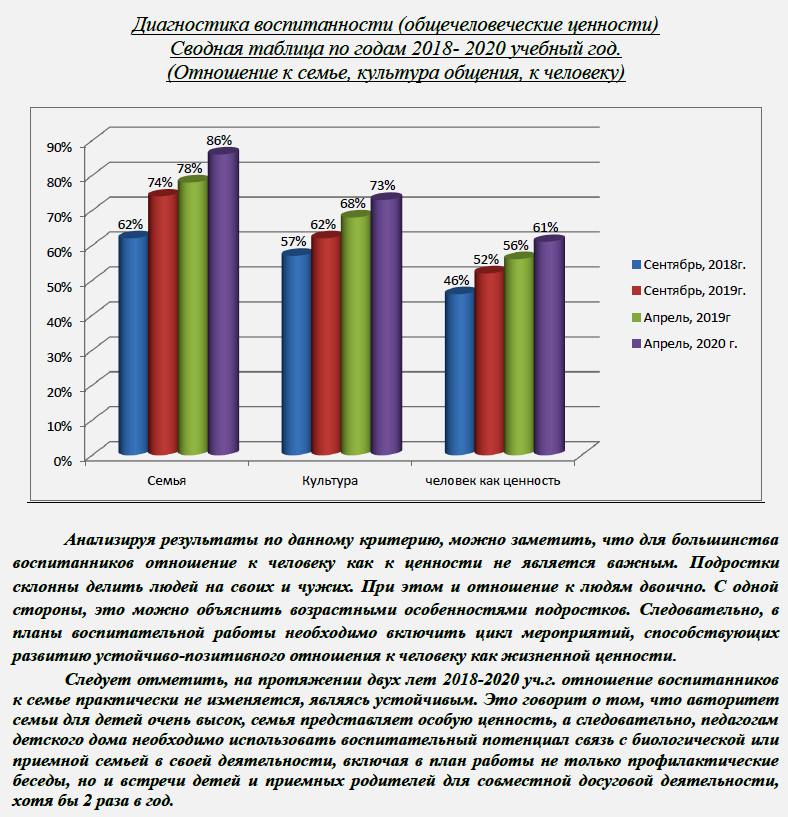 Диагностика воспитанности (общечеловеческие ценности)
Сводная таблица по годам 2018- 2020 учебный год.
(Отношение к семье, культура общения, к человеку)
90%
80%
70%
60%
50%
40%
30%
20%
10%
0%
62%
74%
78%
86%
57%
62%
68%
73%
46%
52%
56%
61%
Семья
Культура
человек как ценность
Сентябрь, 2018г.
Сентябрь, 2019г.
Апрель, 2019г
Апрель, 2020 г.
Анализируя результаты по данному критерию, можно заметить, что для большинства
воспитанников отношение к человеку как к ценности не является важным. Подростки
склонны делить людей на своих и чужих. При этом и отношение к людям двоично. С одной
стороны, это можно объяснить возрастными особенностями подростков. Следовательно, в
планы воспитательной работы необходимо включить цикл мероприятий, способствующих
развитию устойчиво-позитивного отношения к человеку как жизненной ценности.
Следует отметить, на протяжении двух лет 2018-2020 уч.г. отношение воспитанников
к семье практически не изменяется, являясь устойчивым. Это говорит о том, что авторитет
семьи для детей очень высок, семья представляет особую ценность, а следовательно, педагогам
детского дома необходимо использовать воспитательный потенциал связь с биологической или
приемной семьей в своей деятельности, включая в план работы не только профилактические
беседы, но и встречи детей и приемных родителей для совместной досуговой деятельности,
хотя бы 2 раза в год.